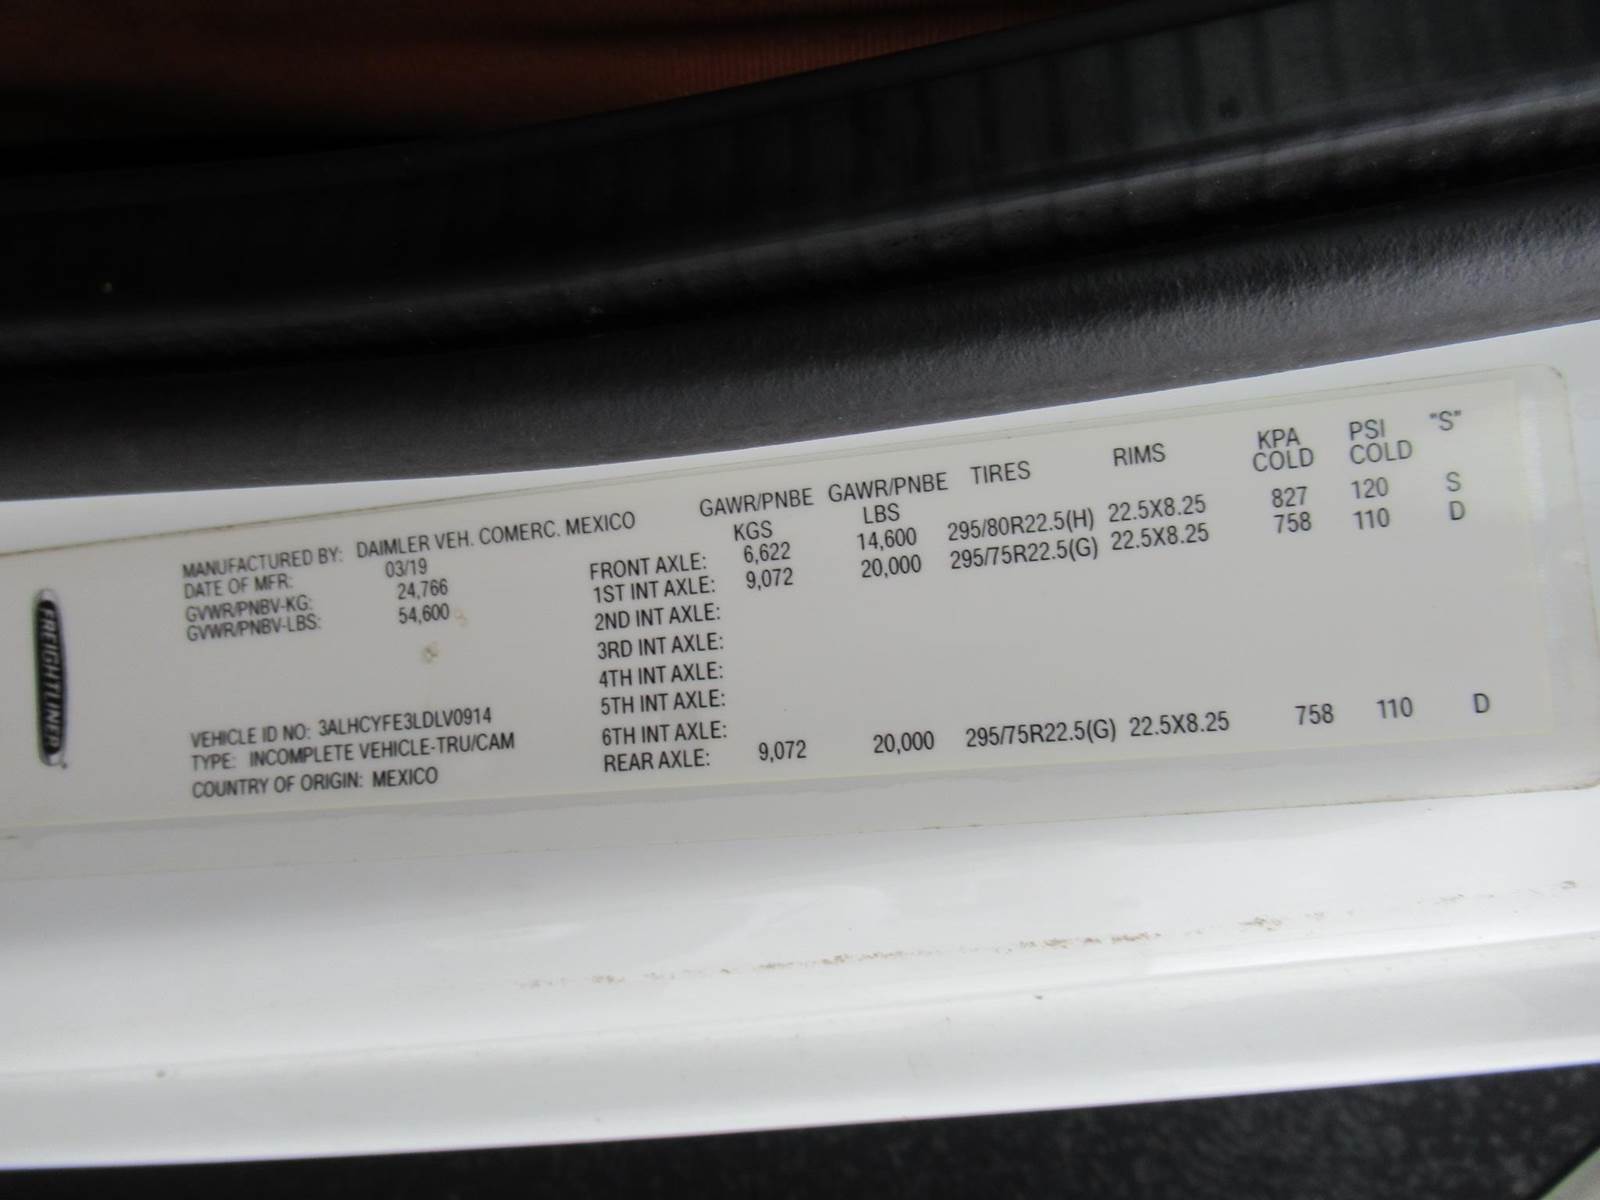 FREIGHTLINER
MANUFACTURED BY: DAIMLER VEH. COMERC. MEXICO
DATE OF MFR: 03/19
GVWR/PNBV-KG: 24,766
GVWR/PNBV-LBS: 54,600
VEHICLE ID NO: 3ALHCYFE3LDLV0914
TYPE: INCOMPLETE VEHICLE-TRU/CAM
COUNTRY OF ORIGIN: MEXICO
GAWR/PNBE KGS GAWR/PNBE LBS TIRES RIMS KPA COLD PSI COLD "S"
FRONT AXLE: 6,622 14,600 295/80R22.5(H) 22.5X8.25 827 120 S
1ST INT AXLE: 9,072 20,000 295/75R22.5(G) 22.5X8.25 758 110 D
2ND INT AXLE:
3RD INT AXLE:
4TH INT AXLE:
5TH INT AXLE:
6TH INT AXLE:
REAR AXLE: 9,072 20,000 295/75R22.5(G) 22.5X8.25 758 110 D